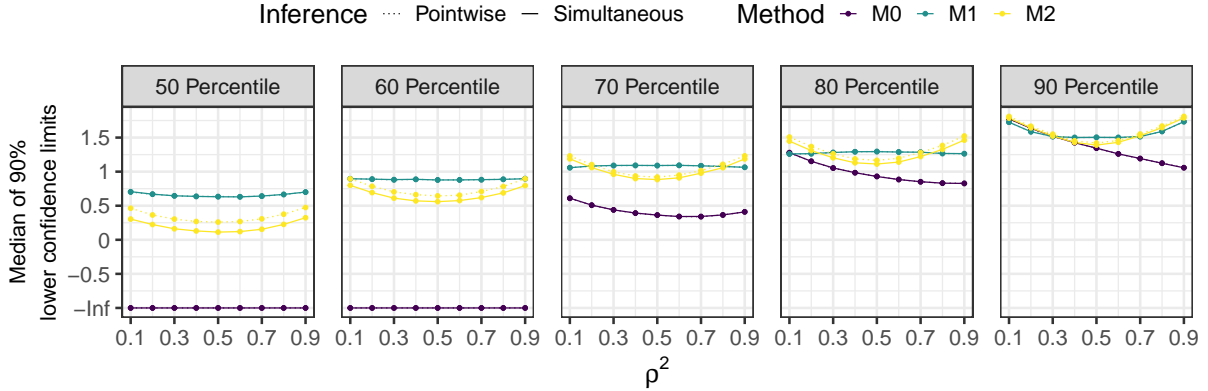 Inference Pointwise Simultaneous Method M0 M1 M2
50 Percentile 60 Percentile 70 Percentile 80 Percentile 90 Percentile
Median of 90%
lower confidence limits
1.5
1
0.5
0
−0.5
−Inf
0.1 0.3 0.5 0.7 0.9 0.1 0.3 0.5 0.7 0.9 0.1 0.3 0.5 0.7 0.9 0.1 0.3 0.5 0.7 0.9 0.1 0.3 0.5 0.7 0.9
ρ²